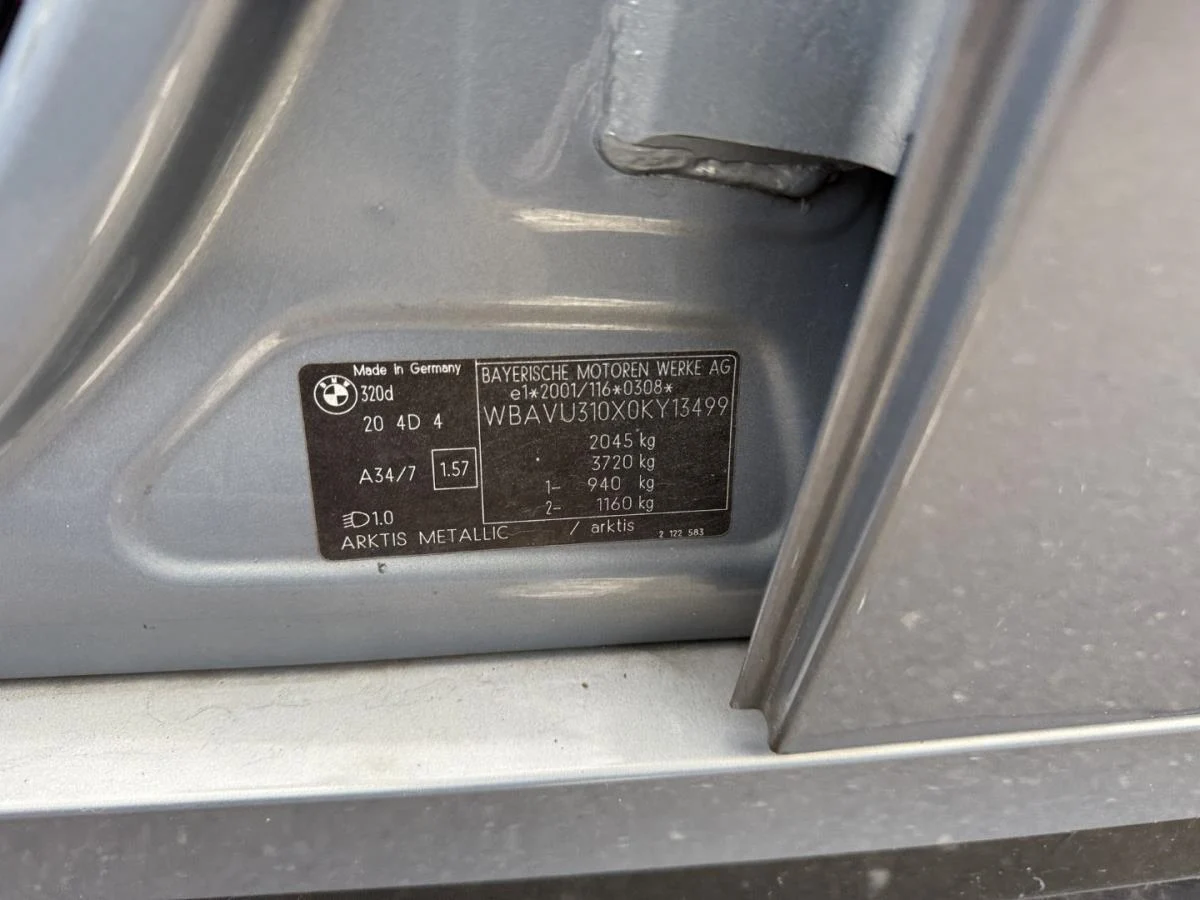 Made in Germany
BMW
320d
20 4D 4
A34/7 1.57
1.0
ARKTIS METALLIC / arktis
BAYERISCHE MOTOREN WERKE AG
e1*2001/116*0308*
WBAVU310X0KY13499
2045 kg
3720 kg
1- 940 kg
2- 1160 kg
2 122 583